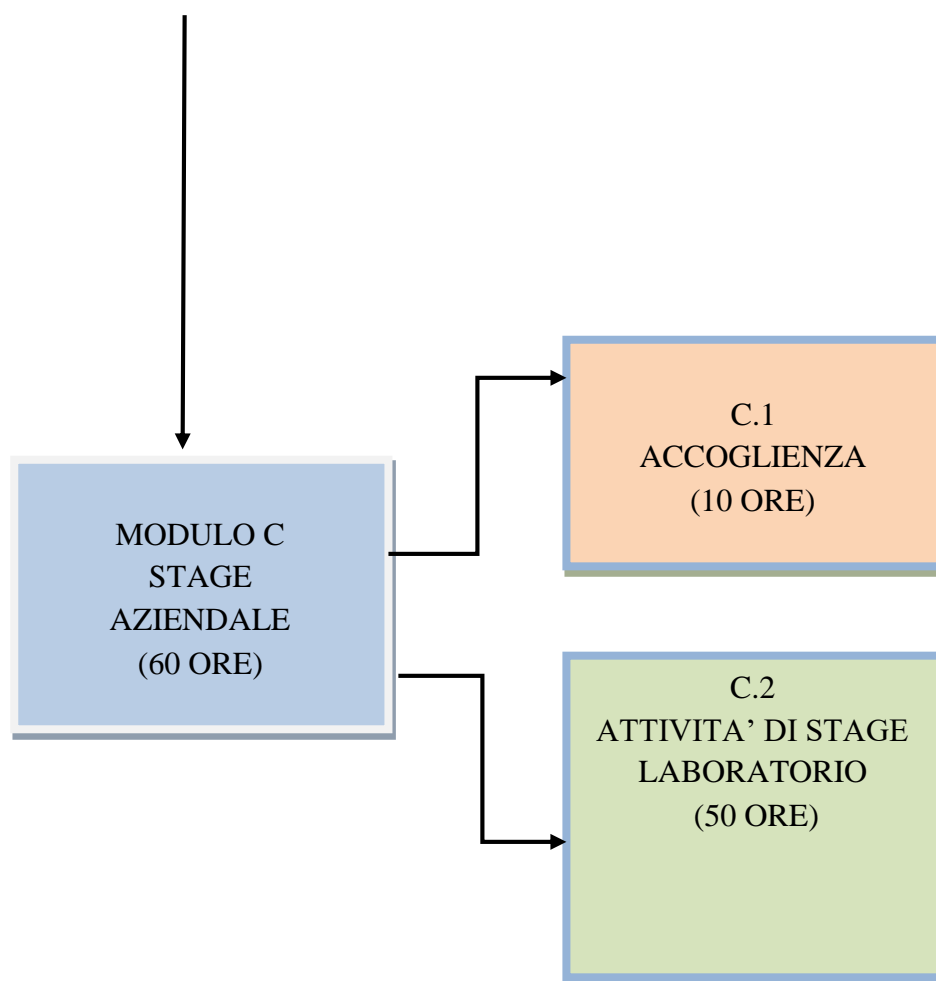 MODULO C
STAGE
AZIENDALE
(60 ORE)
C.1
ACCOGLIENZA
(10 ORE)
C.2
ATTIVITA’ DI STAGE
LABORATORIO
(50 ORE)